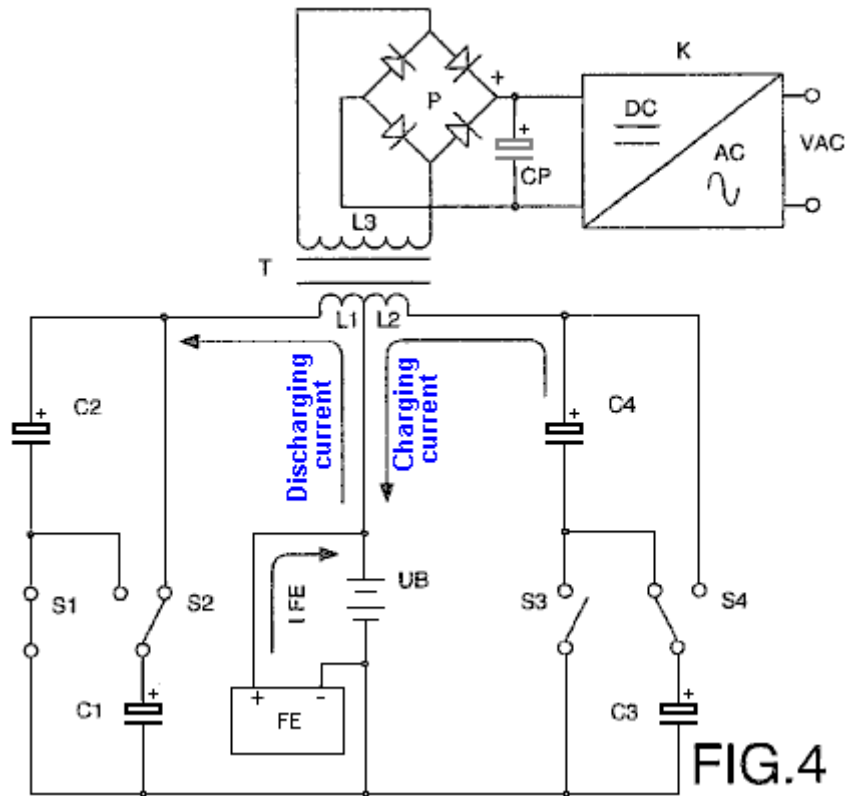 K
+
P
DC
+
CP
AC
VAC
L3
T
L1 L2
Discharging
current
Charging
current
C2
+
C4
+
S1
S2
I FE
UB
S3
S4
C1
+
+ -
FE
C3
+
FIG.4